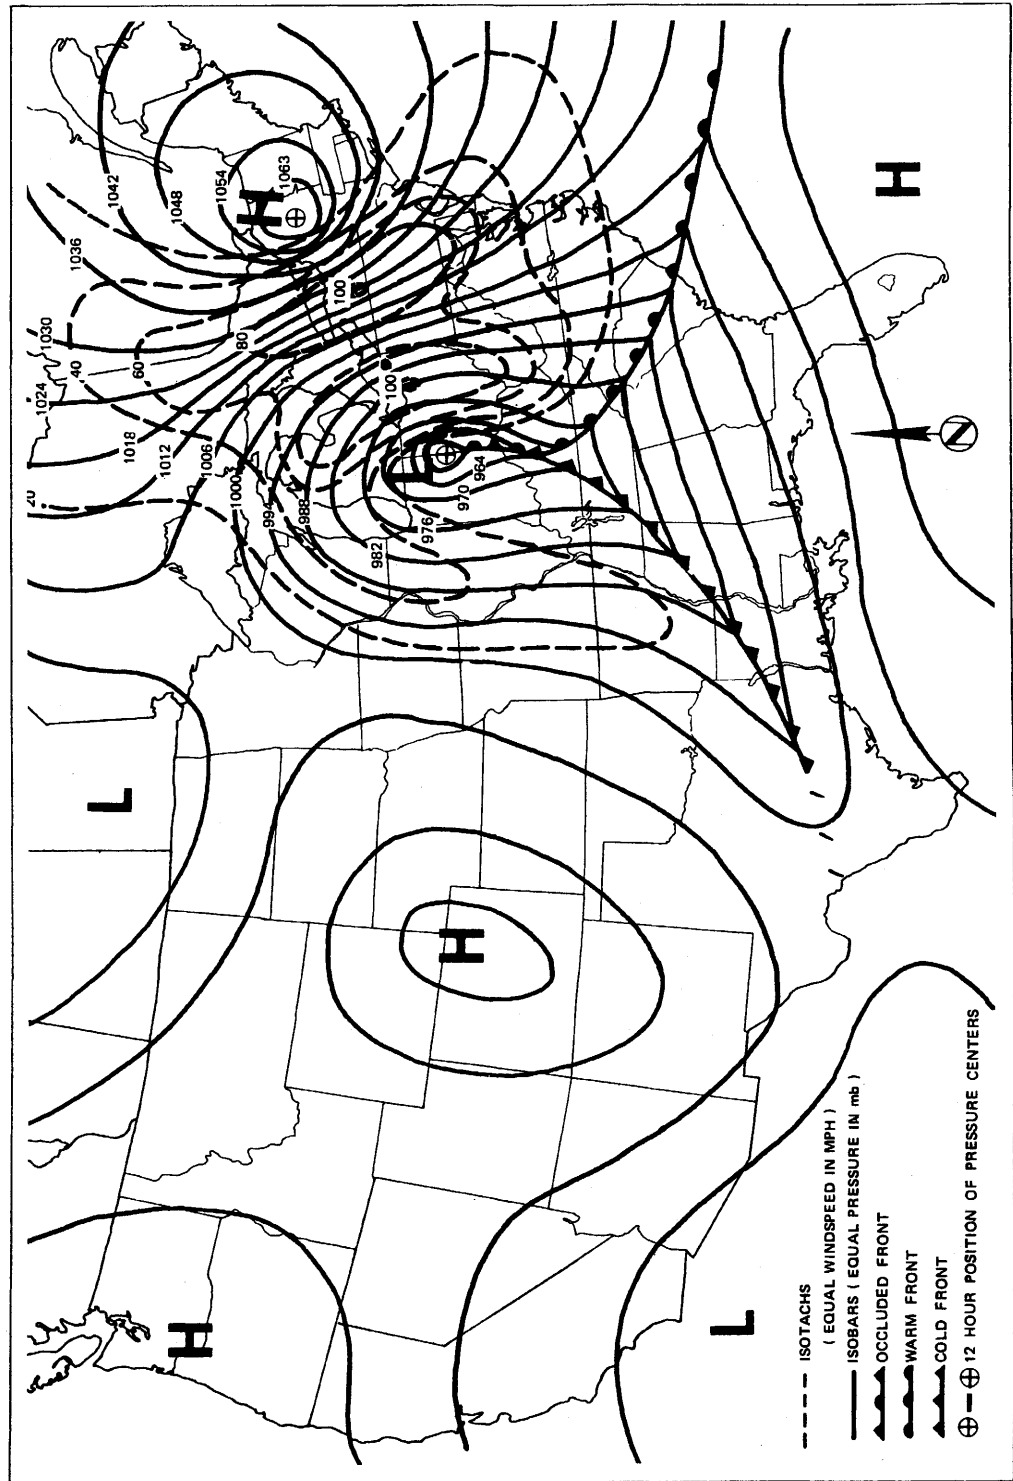 1042
1048
1054
1063
H
1036
1030
40
60
80
100
100
1024
1018
1012
1006
1000
994
988
982
976
970
964
L
20
L
H
H
H
L
N
ISOTACHS
( EQUAL WINDSPEED IN MPH )
ISOBARS ( EQUAL PRESSURE IN mb )
OCCLUDED FRONT
WARM FRONT
COLD FRONT
12 HOUR POSITION OF PRESSURE CENTERS